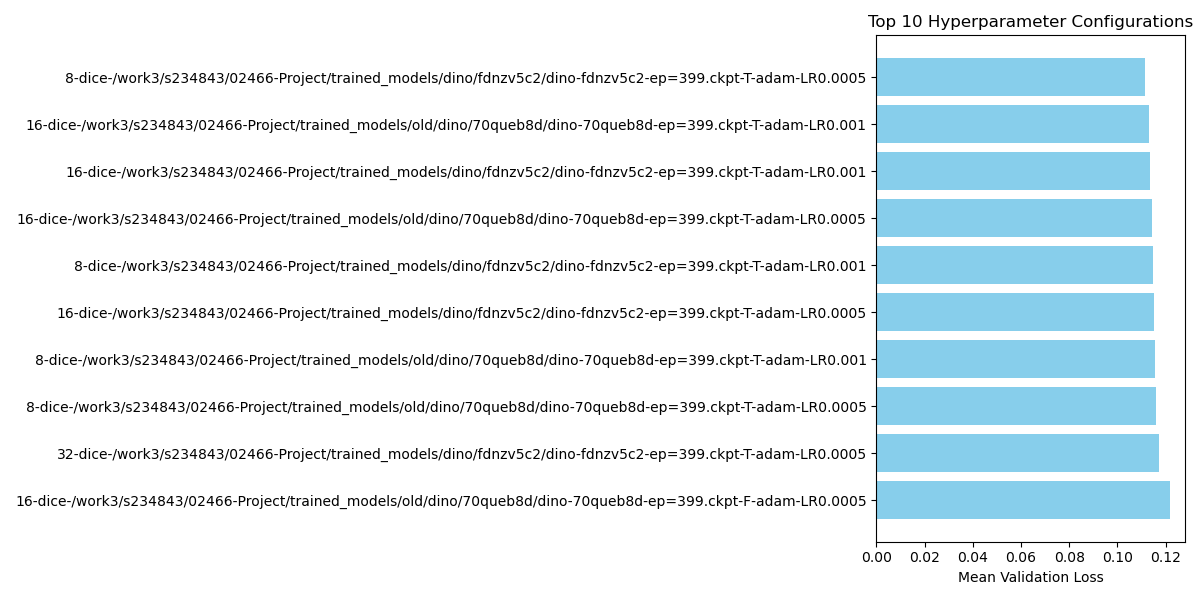 Top 10 Hyperparameter Configurations
8-dice-/work3/s234843/02466-Project/trained_models/dino/fdnzv5c2/dino-fdnzv5c2-ep=399.ckpt-T-adam-LR0.0005
16-dice-/work3/s234843/02466-Project/trained_models/old/dino/70queb8d/dino-70queb8d-ep=399.ckpt-T-adam-LR0.001
16-dice-/work3/s234843/02466-Project/trained_models/dino/fdnzv5c2/dino-fdnzv5c2-ep=399.ckpt-T-adam-LR0.001
16-dice-/work3/s234843/02466-Project/trained_models/old/dino/70queb8d/dino-70queb8d-ep=399.ckpt-T-adam-LR0.0005
8-dice-/work3/s234843/02466-Project/trained_models/dino/fdnzv5c2/dino-fdnzv5c2-ep=399.ckpt-T-adam-LR0.001
16-dice-/work3/s234843/02466-Project/trained_models/dino/fdnzv5c2/dino-fdnzv5c2-ep=399.ckpt-T-adam-LR0.0005
8-dice-/work3/s234843/02466-Project/trained_models/old/dino/70queb8d/dino-70queb8d-ep=399.ckpt-T-adam-LR0.001
8-dice-/work3/s234843/02466-Project/trained_models/old/dino/70queb8d/dino-70queb8d-ep=399.ckpt-T-adam-LR0.0005
32-dice-/work3/s234843/02466-Project/trained_models/dino/fdnzv5c2/dino-fdnzv5c2-ep=399.ckpt-T-adam-LR0.0005
16-dice-/work3/s234843/02466-Project/trained_models/old/dino/70queb8d/dino-70queb8d-ep=399.ckpt-F-adam-LR0.0005
0.00 0.02 0.04 0.06 0.08 0.10 0.12
Mean Validation Loss